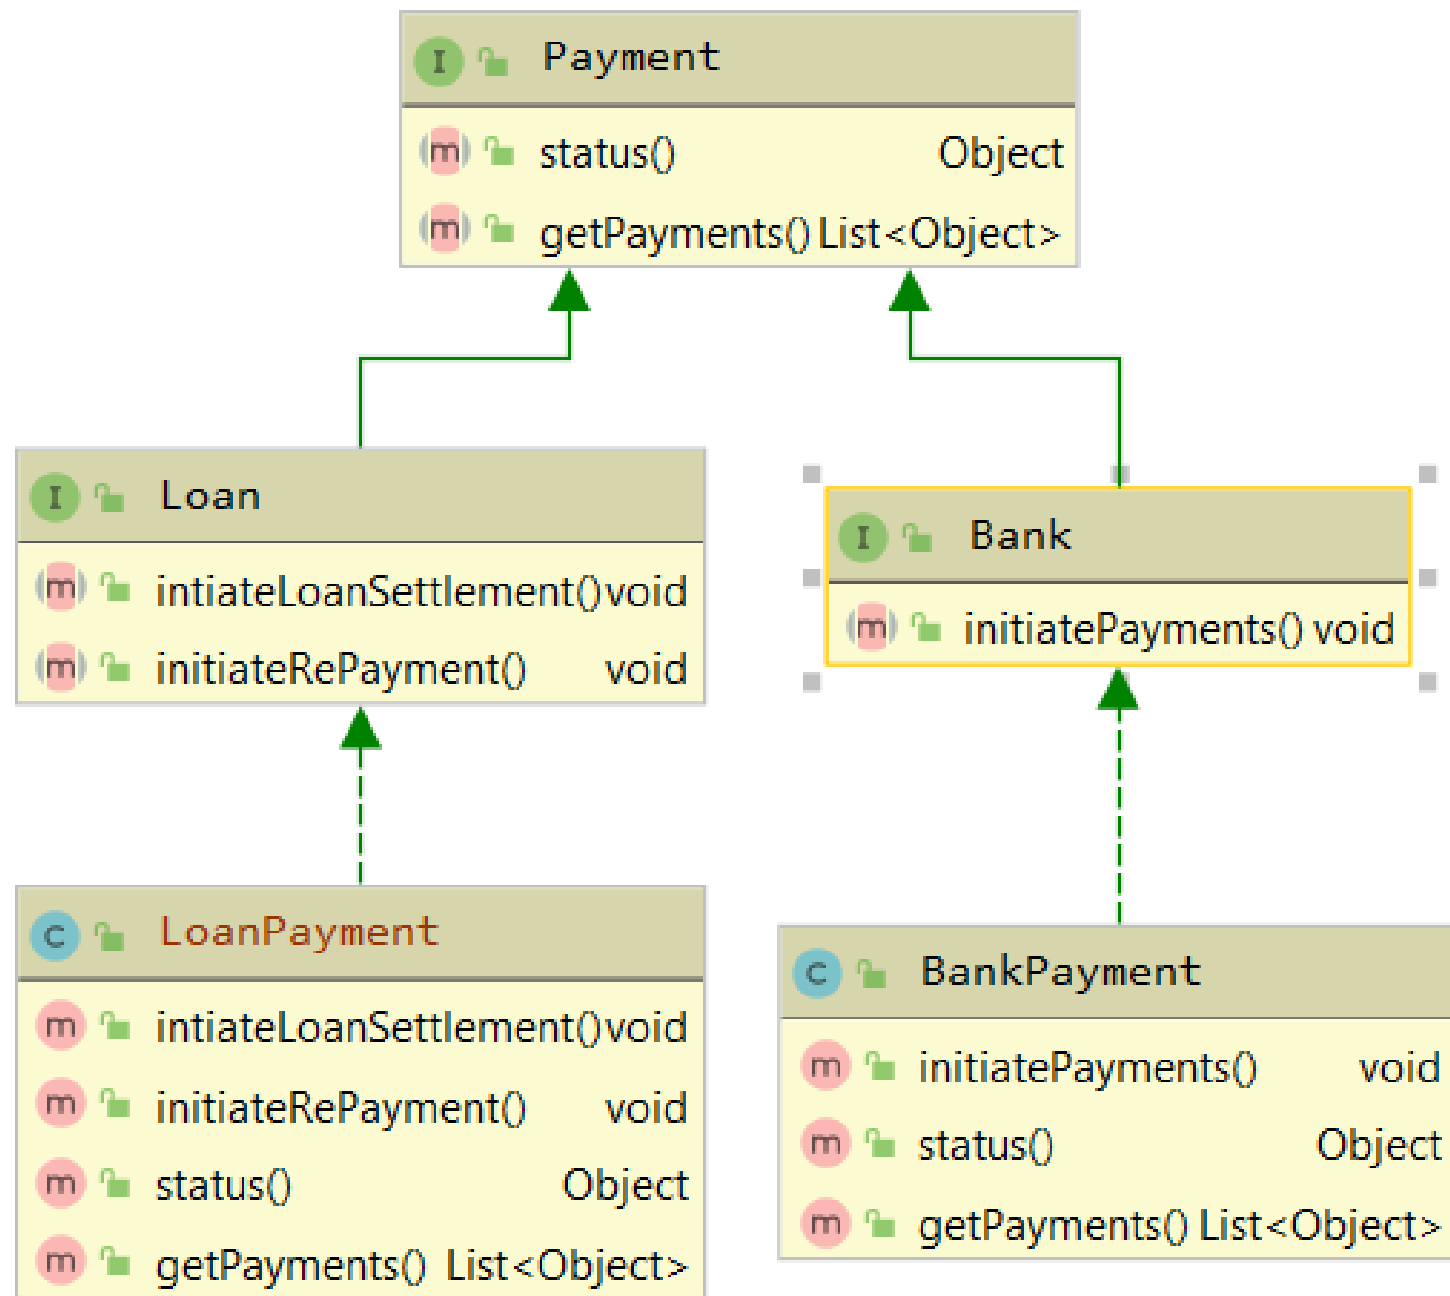 I Payment
m status() Object
m getPayments() List<Object>
I Loan
m intiateLoanSettlement() void
m initiateRePayment() void
I Bank
m initiatePayments() void
C LoanPayment
m intiateLoanSettlement() void
m initiateRePayment() void
m status() Object
m getPayments() List<Object>
C BankPayment
m initiatePayments() void
m status() Object
m getPayments() List<Object>